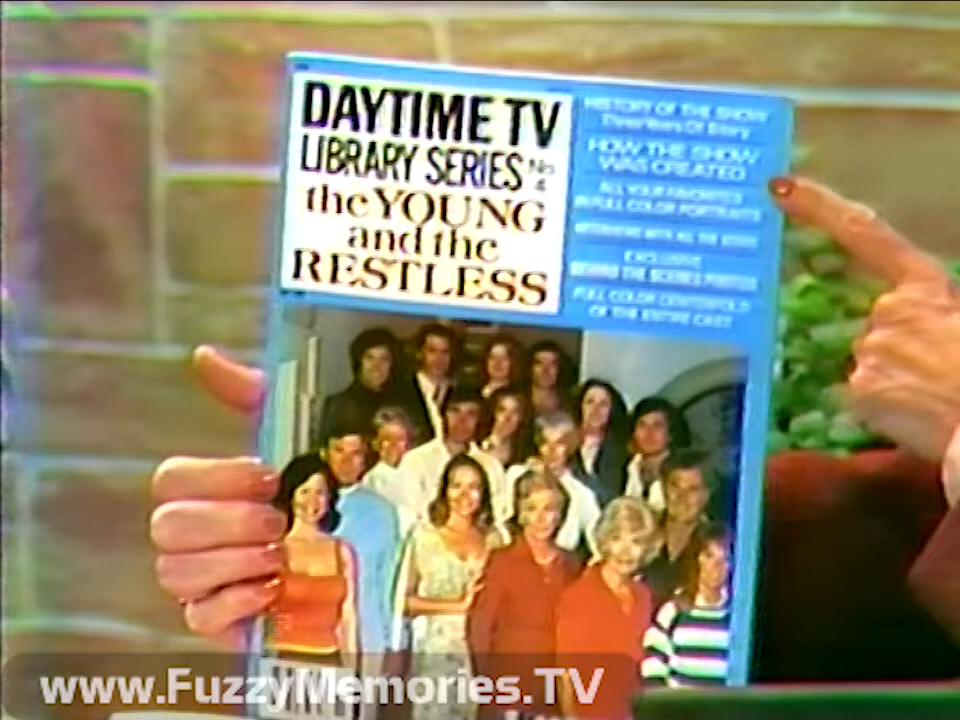 DAYTIME TV
LIBRARY SERIES No
4
the YOUNG
and the
RESTLESS
HISTORY OF THE SHOW
Three Years Of Story
HOW THE SHOW
WAS CREATED
ALL YOUR FAVORITES
IN FULL COLOR PORTRAITS
INTERVIEWS WITH ALL THE
EXCLUSIVE
BEHIND THE SCENES PHOTOS
FULL COLOR CENTERFOLD
OF THE ENTIRE CAST
www.FuzzyMemories.TV